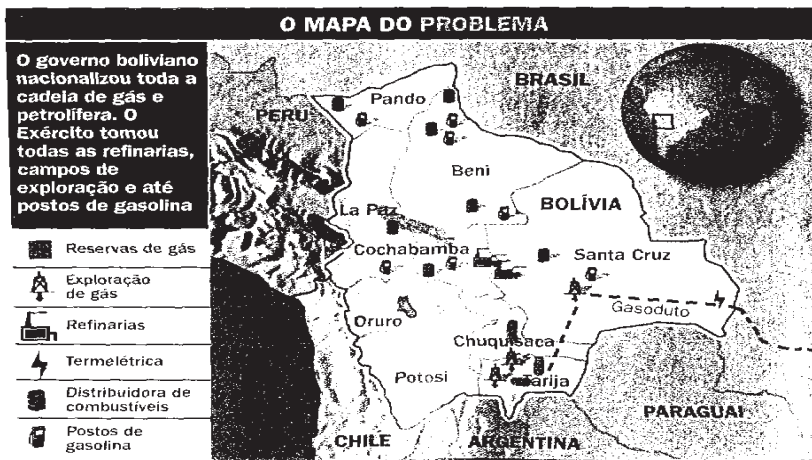 O MAPA DO PROBLEMA
O governo boliviano
nacionalizou toda a
cadeia de gás e
petrolífera. O
Exército tomou
todas as refinarias,
campos de
exploração e até
postos de gasolina
Reservas de gás
Exploração
de gás
Refinarias
Termelétrica
Distribuidora de
combustíveis
Postos de
gasolina
BRASIL
PERU
Pando
Beni
BOLÍVIA
La Paz
Cochabamba
Santa Cruz
Oruro
Gasoduto
Chuquisaca
Potosi
arija
PARAGUAI
CHILE
ARGENTINA